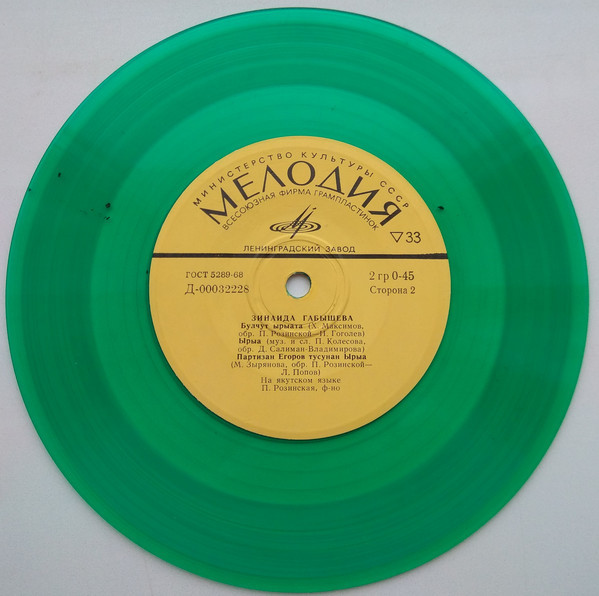 МИНИСТЕРСТВО КУЛЬТУРЫ СССР
МЕЛОДИЯ
ВСЕСОЮЗНАЯ ФИРМА ГРАМПЛАСТИНОК
▽33
ЛЕНИНГРАДСКИЙ ЗАВОД
ГОСТ 5289-68
2 гр 0-45
Д-00032228
Сторона 2
ЗИНАИДА ГАБЫШЕВА
Булчут ырыата (Х. Максимов,
обр. П. Розинской—И. Гоголев)
Ырыа (муз. и сл. П. Колесова,
обр. Д. Салиман-Владимирова)
Партизан Егоров тусунан Ырыа
(М. Зырянова, обр. П. Розинской—
Л. Попов)
На якутском языке
П. Розинская, ф-но